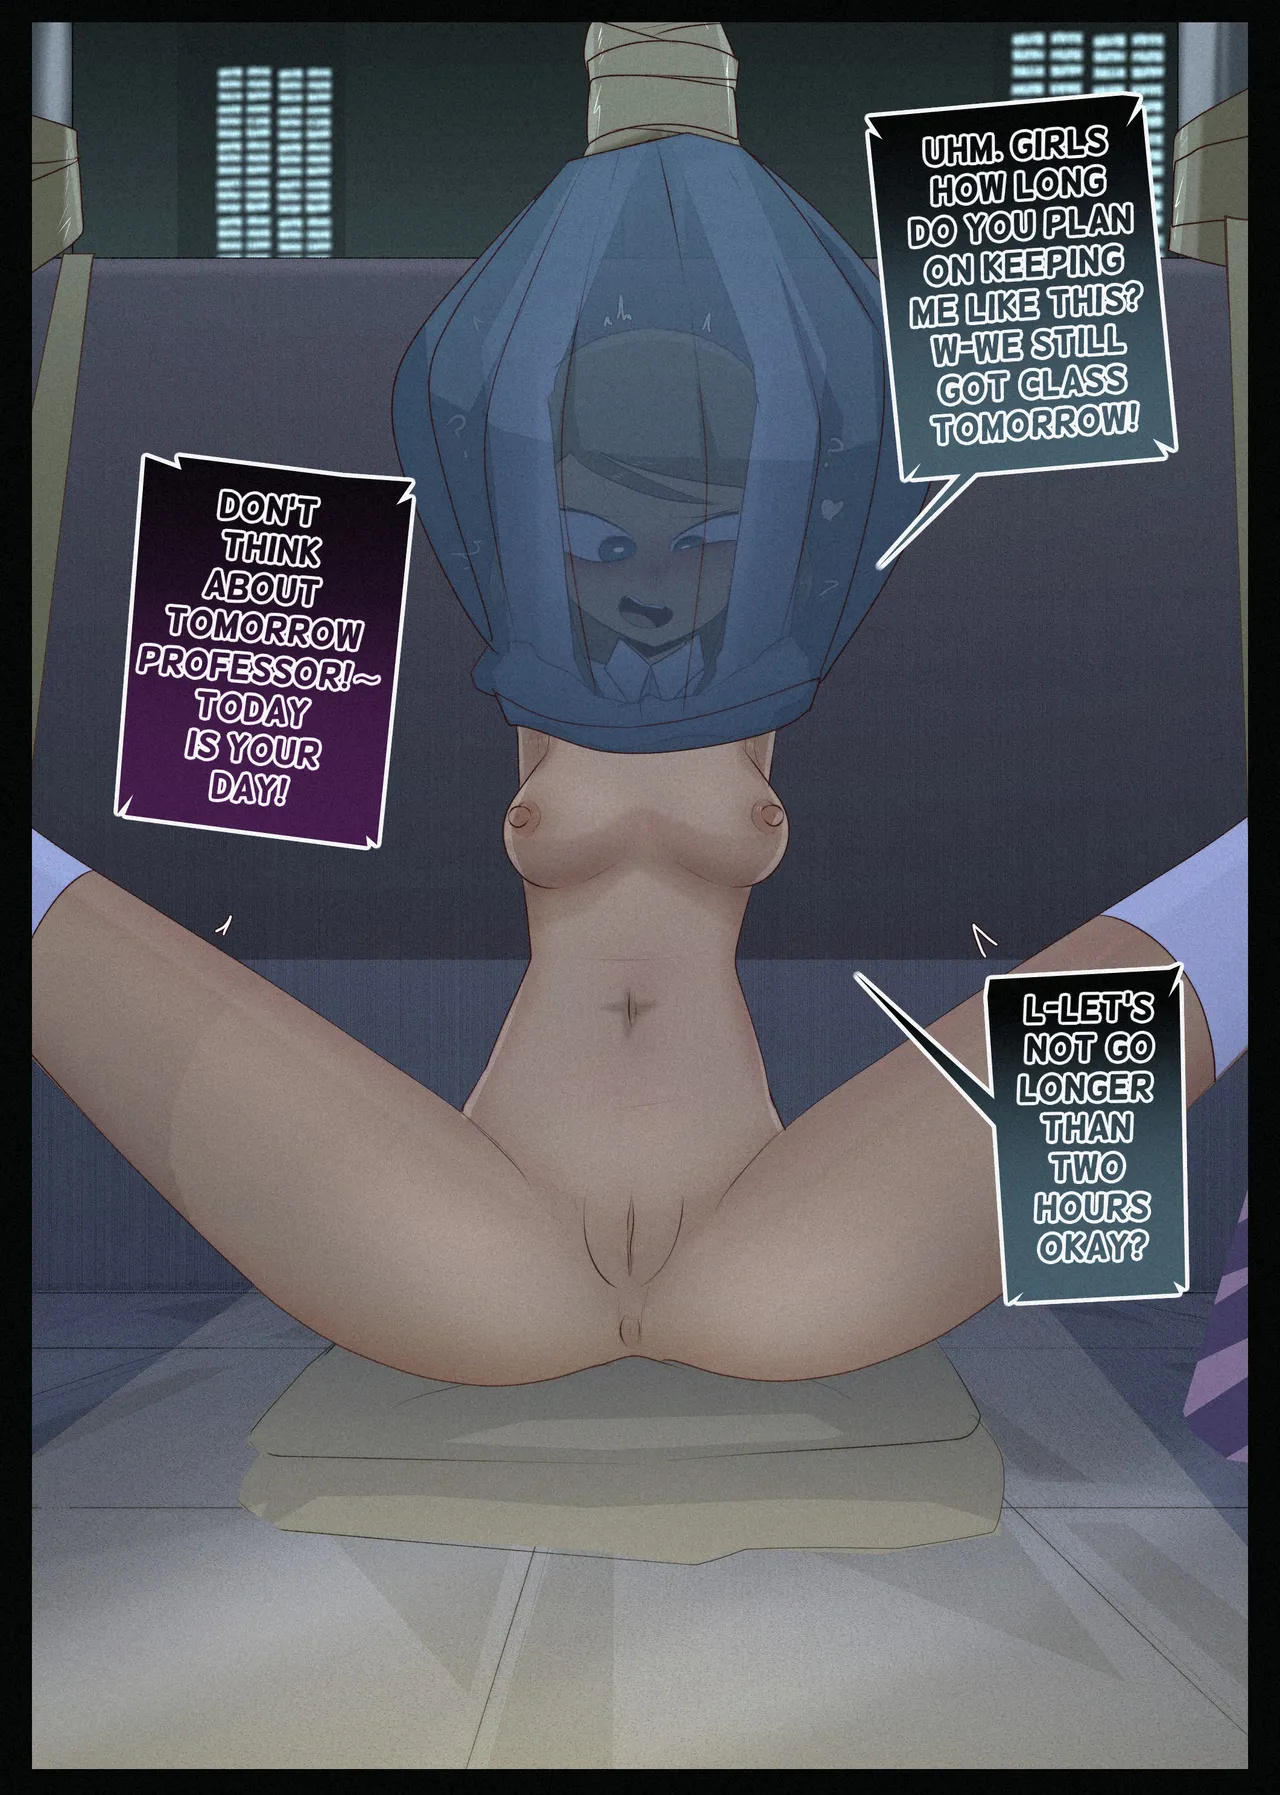 UHM. GIRLS
HOW LONG
DO YOU PLAN
ON KEEPING
ME LIKE THIS?
W-WE STILL
GOT CLASS
TOMORROW!
DON'T
THINK
ABOUT
TOMORROW
PROFESSOR!~
TODAY
IS YOUR
DAY!
L-LET'S
NOT GO
LONGER
THAN
TWO
HOURS
OKAY?